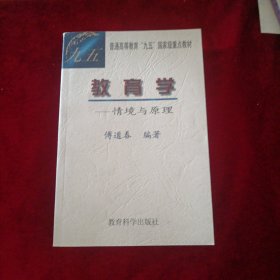 九五
普通高等教育“九五”国家级重点教材
教育学
——情境与原理
傅道春 编著
教育科学出版社